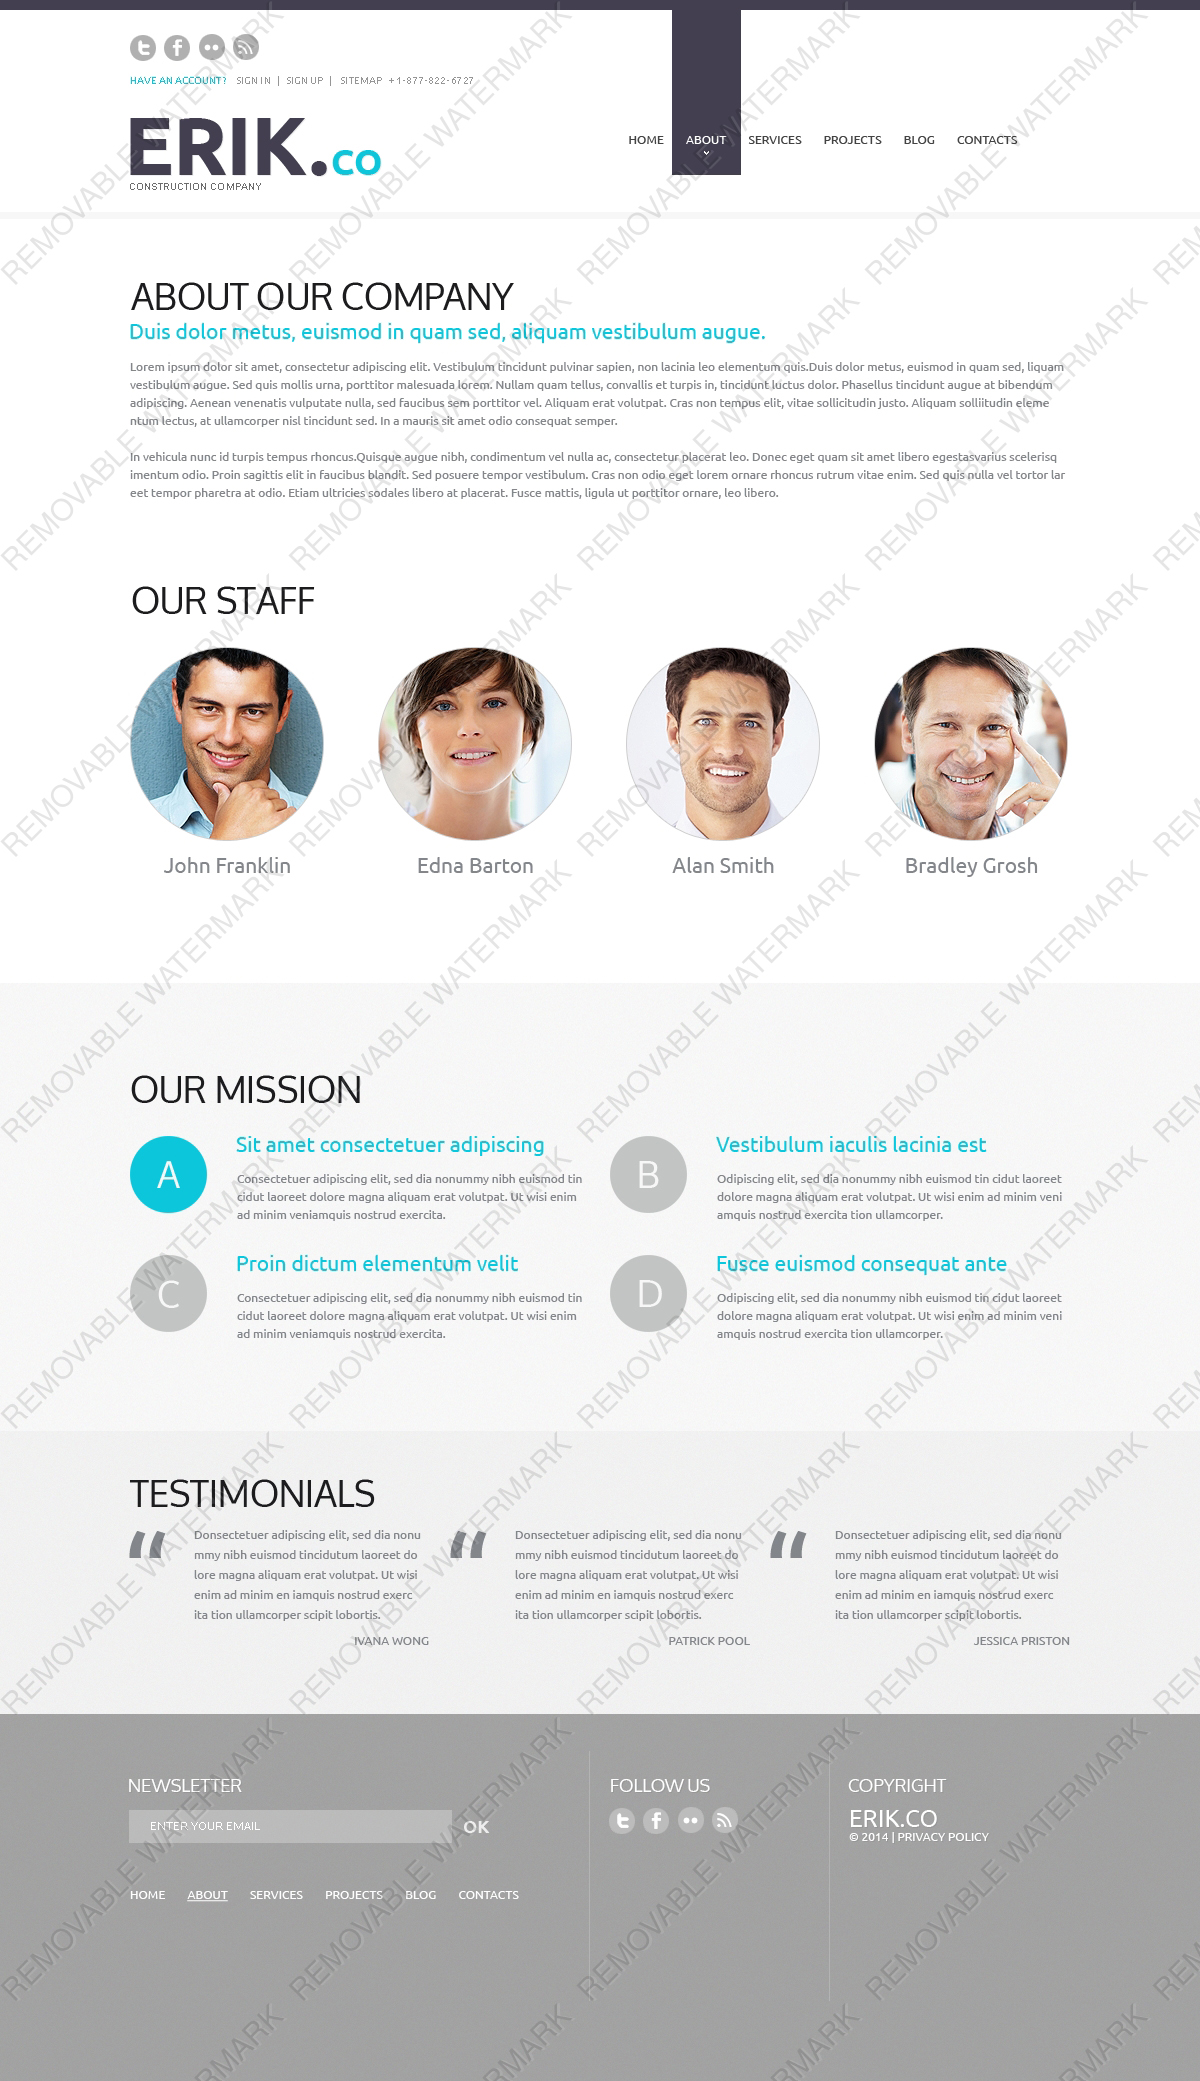 HAVE AN ACCOUNT? SIGN IN | SIGN UP | SITEMAP +1-877-822-6727
ERIK.co
CONSTRUCTION COMPANY
HOME ABOUT SERVICES PROJECTS BLOG CONTACTS
ABOUT OUR COMPANY
Duis dolor metus, euismod in quam sed, aliquam vestibulum augue.
Lorem ipsum dolor sit amet, consectetur adipiscing elit. Vestibulum tincidunt pulvinar sapien, non lacinia leo elementum quis.Duis dolor metus, euismod in quam sed, liquam
vestibulum augue. Sed quis mollis urna, porttitor malesuada lorem. Nullam quam tellus, convallis et turpis in, tincidunt luctus dolor. Phasellus tincidunt augue at bibendum
adipiscing. Aenean venenatis vulputate nulla, sed faucibus sem porttitor vel. Aliquam erat volutpat. Cras non tempus elit, vitae sollicitudin justo. Aliquam solliitudin eleme
ntum lectus, at ullamcorper nisl tincidunt sed. In a mauris sit amet odio consequat semper.
In vehicula nunc id turpis tempus rhoncus.Quisque augue nibh, condimentum vel nulla ac, consectetur placerat leo. Donec eget quam sit amet libero egestasvarius scelerisq
imentum odio. Proin sagittis elit in faucibus blandit. Sed posuere tempor vestibulum. Cras non odio eget lorem ornare rhoncus rutrum vitae enim. Sed quis nulla vel tortor lar
eet tempor pharetra at odio. Etiam ultricies sodales libero at placerat. Fusce mattis, ligula ut porttitor ornare, leo libero.
OUR STAFF
John Franklin
Edna Barton
Alan Smith
Bradley Grosh
OUR MISSION
A
Sit amet consectetuer adipiscing
Consectetuer adipiscing elit, sed dia nonummy nibh euismod tin
cidut laoreet dolore magna aliquam erat volutpat. Ut wisi enim
ad minim veniamquis nostrud exercita.
B
Vestibulum iaculis lacinia est
Odipiscing elit, sed dia nonummy nibh euismod tin cidut laoreet
dolore magna aliquam erat volutpat. Ut wisi enim ad minim veni
amquis nostrud exercita tion ullamcorper.
C
Proin dictum elementum velit
Consectetuer adipiscing elit, sed dia nonummy nibh euismod tin
cidut laoreet dolore magna aliquam erat volutpat. Ut wisi enim
ad minim veniamquis nostrud exercita.
D
Fusce euismod consequat ante
Odipiscing elit, sed dia nonummy nibh euismod tin cidut laoreet
dolore magna aliquam erat volutpat. Ut wisi enim ad minim veni
amquis nostrud exercita tion ullamcorper.
TESTIMONIALS
“
Donsectetuer adipiscing elit, sed dia nonu
mmy nibh euismod tincidutum laoreet do
lore magna aliquam erat volutpat. Ut wisi
enim ad minim en iamquis nostrud exerc
ita tion ullamcorper scipit lobortis.
IVANA WONG
“
Donsectetuer adipiscing elit, sed dia nonu
mmy nibh euismod tincidutum laoreet do
lore magna aliquam erat volutpat. Ut wisi
enim ad minim en iamquis nostrud exerc
ita tion ullamcorper scipit lobortis.
PATRICK POOL
“
Donsectetuer adipiscing elit, sed dia nonu
mmy nibh euismod tincidutum laoreet do
lore magna aliquam erat volutpat. Ut wisi
enim ad minim en iamquis nostrud exerc
ita tion ullamcorper scipit lobortis.
JESSICA PRISTON
NEWSLETTER
ENTER YOUR EMAIL OK
HOME ABOUT SERVICES PROJECTS BLOG CONTACTS
FOLLOW US
COPYRIGHT
ERIK.CO
© 2014 | PRIVACY POLICY
REMOVABLE WATERMARK